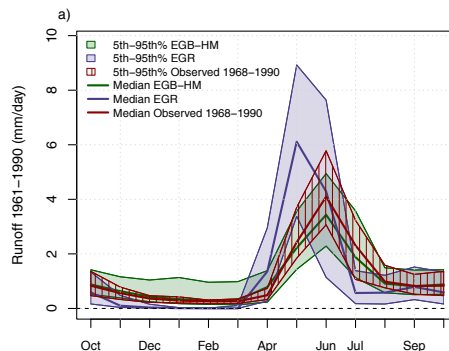 a)
10
8
6
4
2
0
Runoff 1961−1990 (mm/day)
5th−95th% EGB−HM
5th−95th% EGR
5th−95th% Observed 1968−1990
Median EGB−HM
Median EGR
Median Observed 1968−1990
Oct Dec Feb Apr Jun Jul Sep